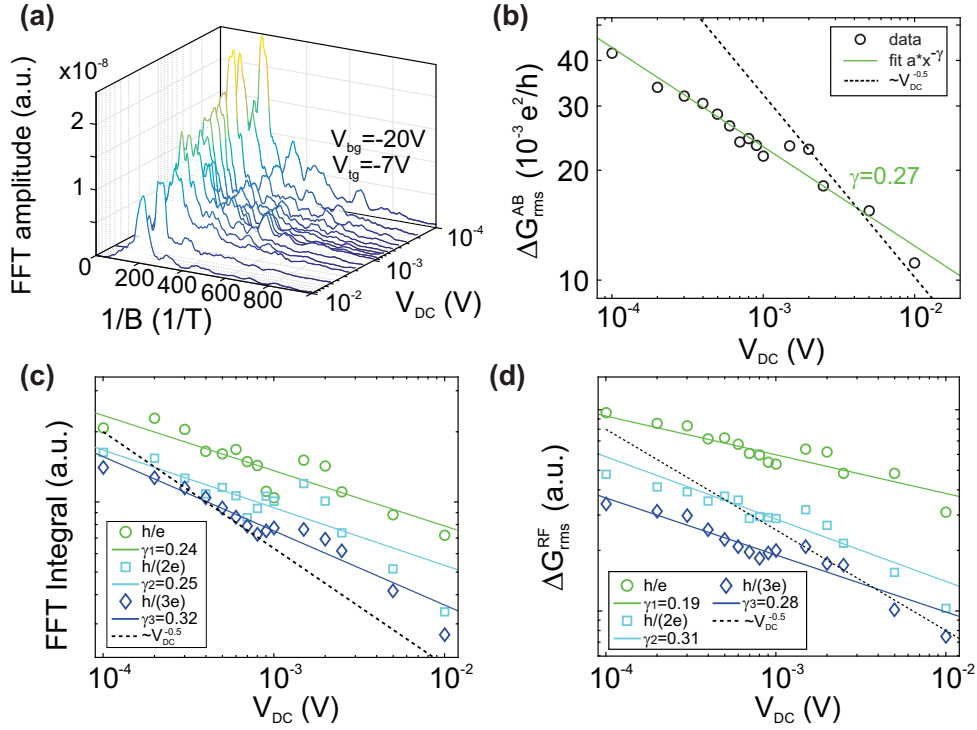 (a)
x10⁻⁸
FFT amplitude (a.u.)
2
1
0
V_bg=-20V
V_tg=-7V
200
400
600
800
1/B (1/T)
10⁻⁴
10⁻³
10⁻²
V_DC (V)
(b)
ΔG_rms^AB (10⁻³ e²/h)
40
30
20
10
data
fit a*x^-γ
~V_DC^-0.5
γ=0.27
10⁻⁴ 10⁻³ 10⁻²
V_DC (V)
(c)
FFT Integral (a.u.)
h/e
γ1=0.24
h/(2e)
γ2=0.25
h/(3e)
γ3=0.32
~V_DC^-0.5
10⁻⁴ 10⁻³ 10⁻²
V_DC (V)
(d)
ΔG_rms^RF (a.u.)
h/e
γ1=0.19
h/(2e)
γ2=0.31
h/(3e)
γ3=0.28
~V_DC^-0.5
10⁻⁴ 10⁻³ 10⁻²
V_DC (V)